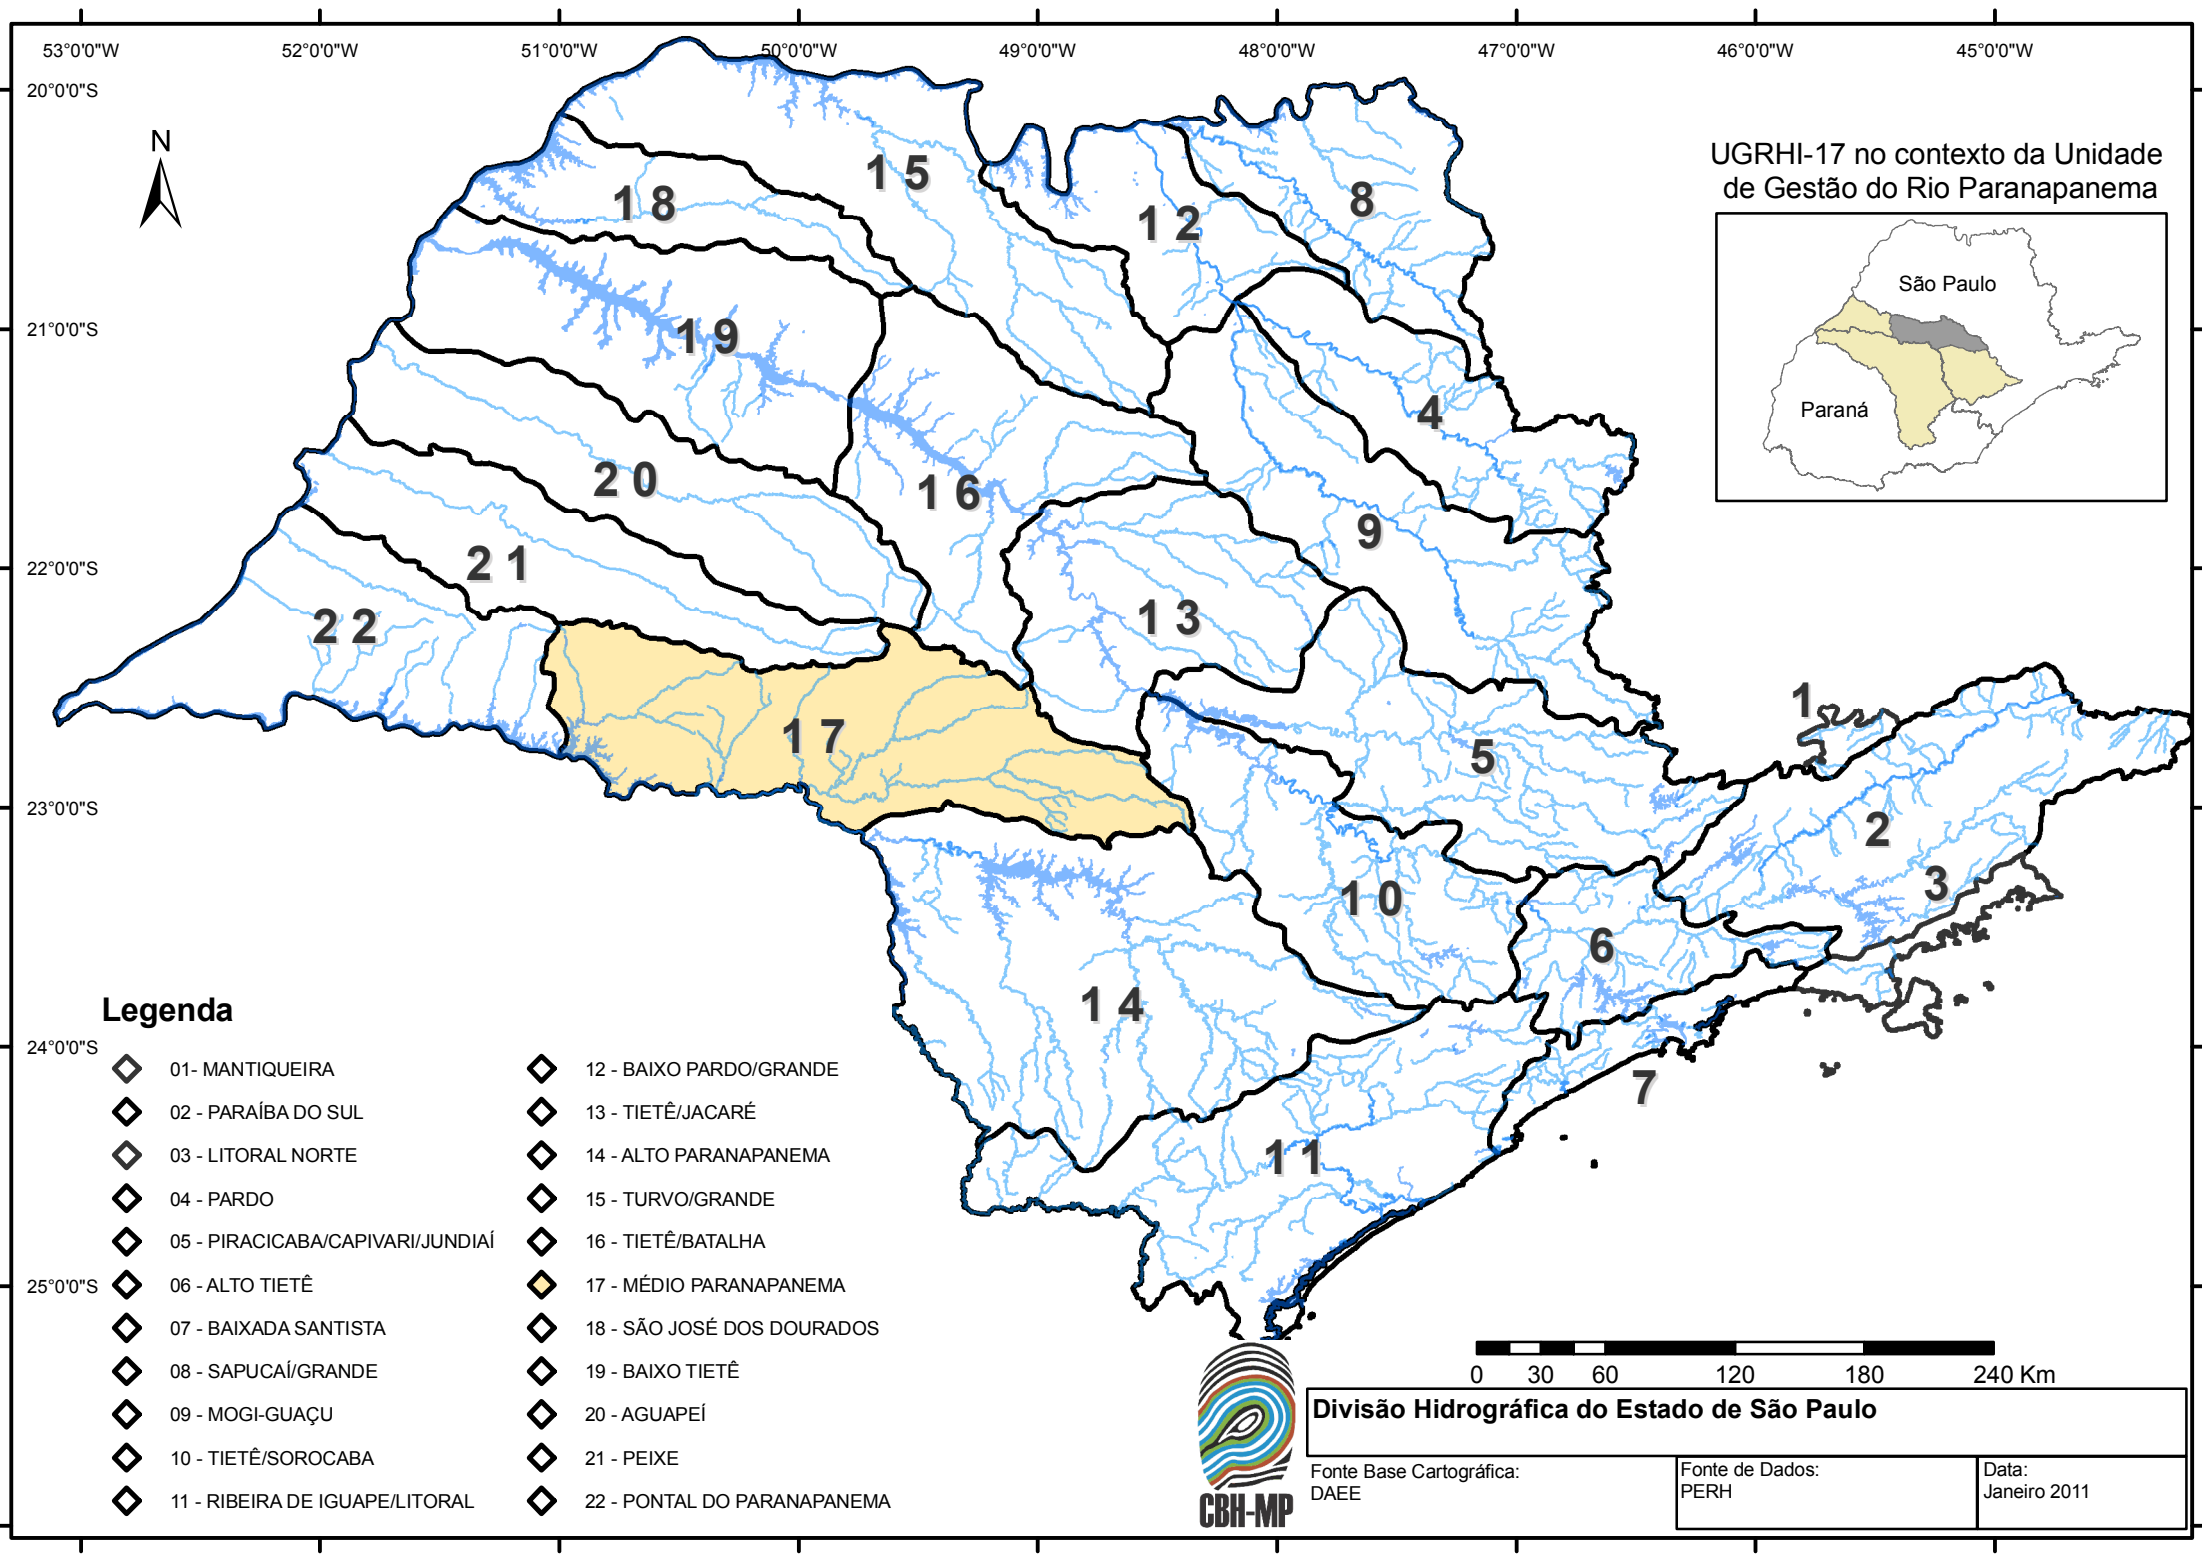 53°0'0"W 52°0'0"W 51°0'0"W 50°0'0"W 49°0'0"W 48°0'0"W 47°0'0"W 46°0'0"W 45°0'0"W
20°0'0"S
21°0'0"S
22°0'0"S
23°0'0"S
24°0'0"S
25°0'0"S
N
UGRHI-17 no contexto da Unidade
de Gestão do Rio Paranapanema
São Paulo
Paraná
15
18
12
8
19
4
20
16
9
21
13
22
1
17
5
2
3
10
6
14
7
11
Legenda
01- MANTIQUEIRA
02 - PARAÍBA DO SUL
03 - LITORAL NORTE
04 - PARDO
05 - PIRACICABA/CAPIVARI/JUNDIAÍ
06 - ALTO TIETÊ
07 - BAIXADA SANTISTA
08 - SAPUCAÍ/GRANDE
09 - MOGI-GUAÇU
10 - TIETÊ/SOROCABA
11 - RIBEIRA DE IGUAPE/LITORAL
12 - BAIXO PARDO/GRANDE
13 - TIETÊ/JACARÉ
14 - ALTO PARANAPANEMA
15 - TURVO/GRANDE
16 - TIETÊ/BATALHA
17 - MÉDIO PARANAPANEMA
18 - SÃO JOSÉ DOS DOURADOS
19 - BAIXO TIETÊ
20 - AGUAPEÍ
21 - PEIXE
22 - PONTAL DO PARANAPANEMA
0 30 60 120 180 240 Km
CBH-MP
Divisão Hidrográfica do Estado de São Paulo
Fonte Base Cartográfica:
DAEE
Fonte de Dados:
PERH
Data:
Janeiro 2011